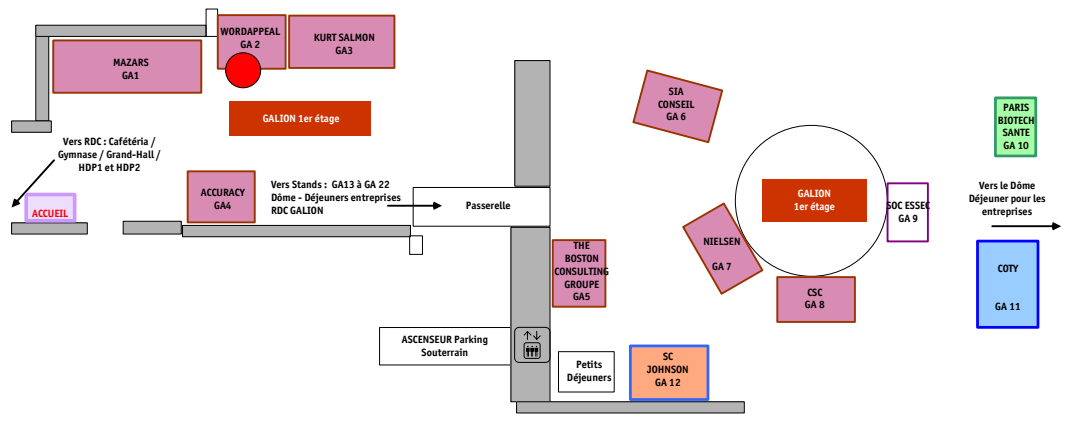 MAZARS
GA1
WORDAPPEAL
GA 2
KURT SALMON
GA3
GALION 1er étage
Vers RDC : Cafétéria /
Gymnase / Grand-Hall /
HDP1 et HDP2
ACCUEIL
ACCURACY
GA4
Vers Stands : GA13 à GA 22
Dôme - Déjeuners entreprises
RDC GALION
Passerelle
THE
BOSTON
CONSULTING
GROUPE
GA5
ASCENSEUR Parking
Souterrain
Petits
Déjeuners
SC
JOHNSON
GA 12
SIA
CONSEIL
GA 6
GALION
1er étage
NIELSEN
GA 7
CSC
GA 8
SOC ESSEC
GA 9
PARIS
BIOTECH
SANTE
GA 10
Vers le Dôme
Déjeuner pour les
entreprises
COTY
GA 11